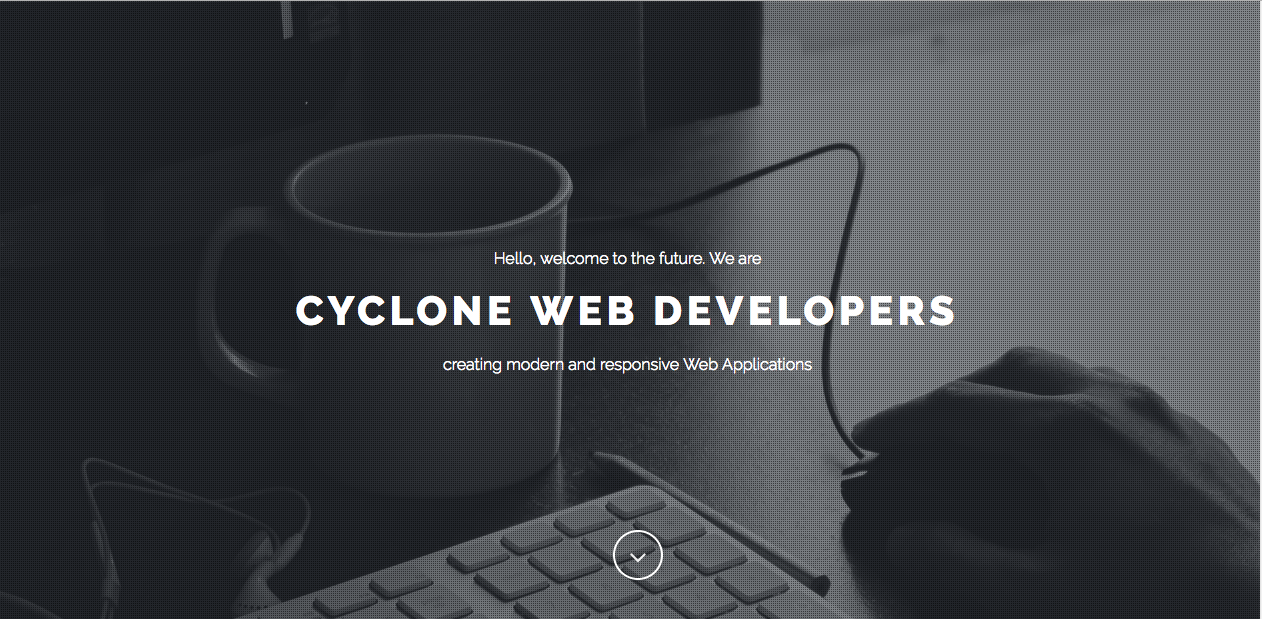 Hello, welcome to the future. We are
CYCLONE WEB DEVELOPERS
creating modern and responsive Web Applications